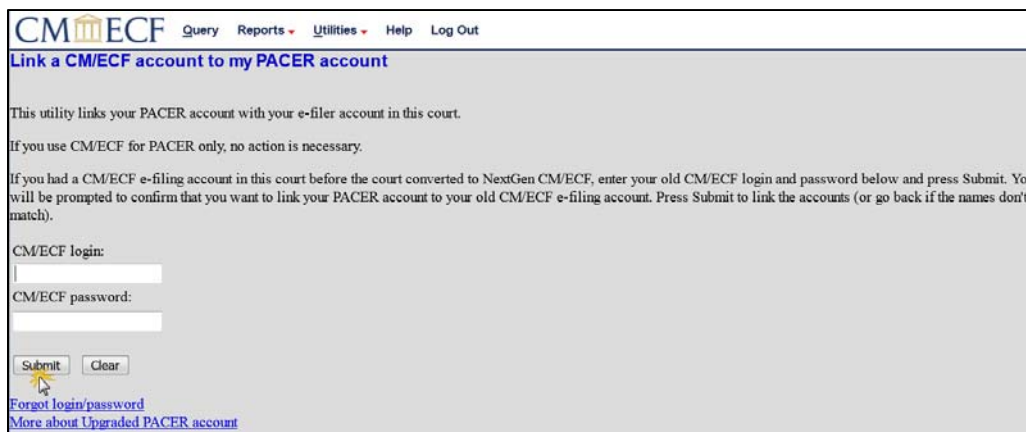 CM ECF Query Reports Utilities Help Log Out
Link a CM/ECF account to my PACER account
This utility links your PACER account with your e-filer account in this court.
If you use CM/ECF for PACER only, no action is necessary.
If you had a CM/ECF e-filing account in this court before the court converted to NextGen CM/ECF, enter your old CM/ECF login and password below and press Submit. Yo
will be prompted to confirm that you want to link your PACER account to your old CM/ECF e-filing account. Press Submit to link the accounts (or go back if the names don't
match).
CM/ECF login:
CM/ECF password:
Submit Clear
Forgot login/password
More about Upgraded PACER account